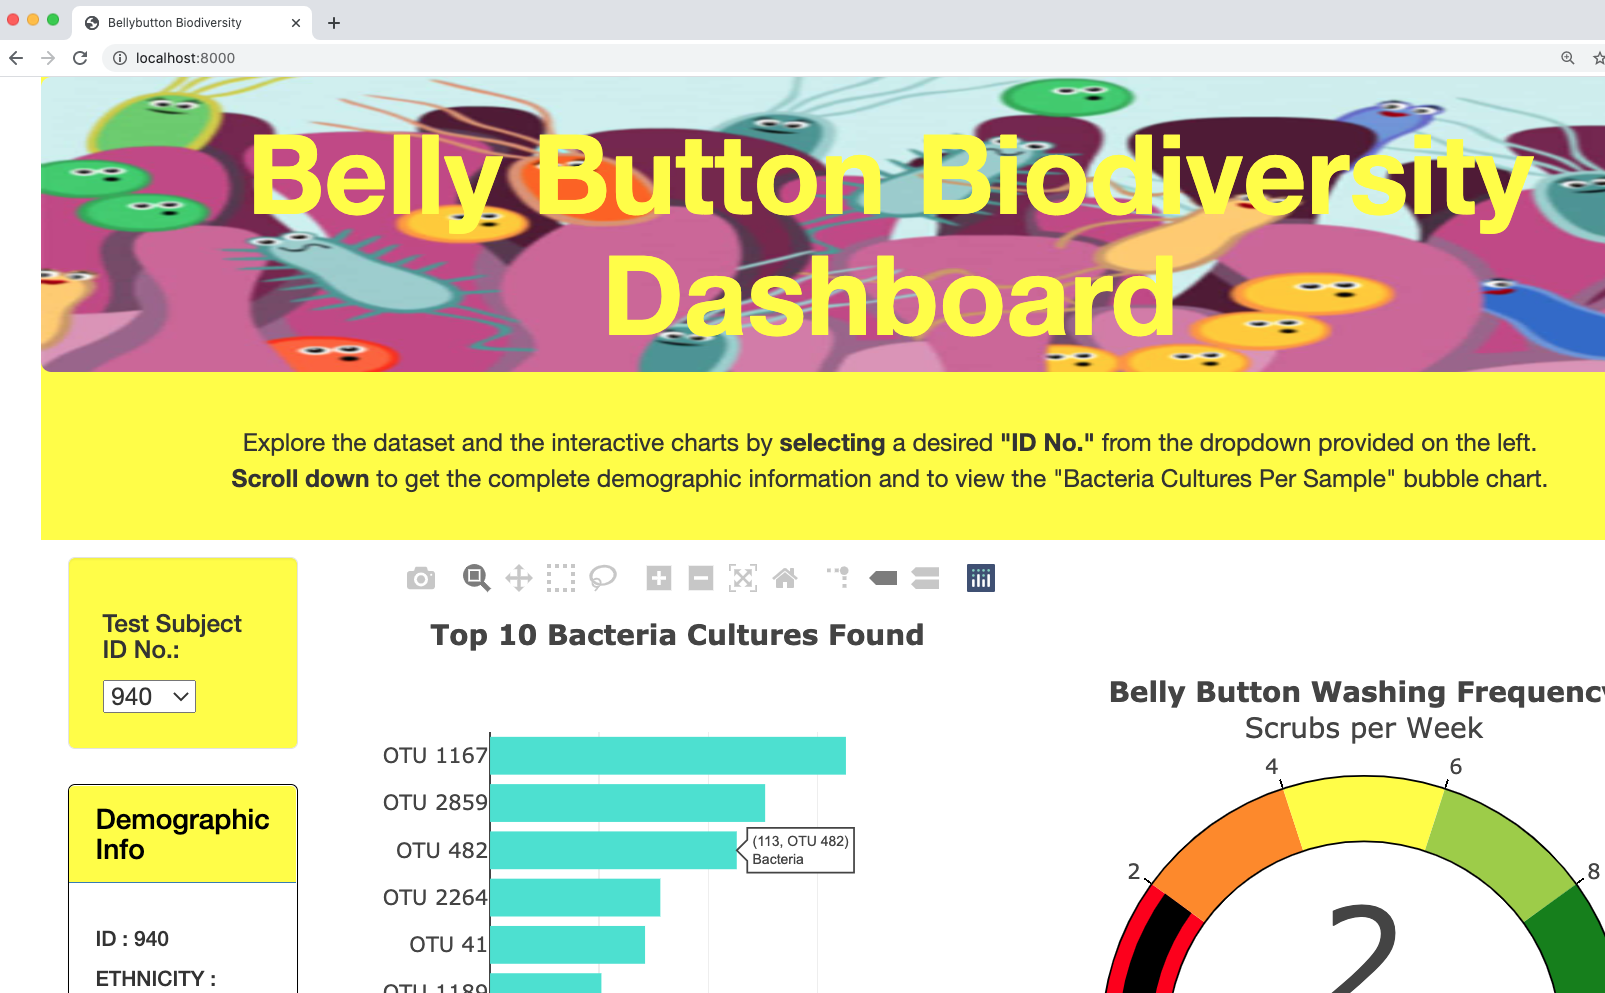 Bellybutton Biodiversity
localhost:8000
Belly Button Biodiversity
Dashboard
Explore the dataset and the interactive charts by selecting a desired "ID No." from the dropdown provided on the left.
Scroll down to get the complete demographic information and to view the "Bacteria Cultures Per Sample" bubble chart.
Test Subject
ID No.:
940
Demographic
Info
ID : 940
ETHNICITY :
Top 10 Bacteria Cultures Found
OTU 1167
OTU 2859
OTU 482
(113, OTU 482)
Bacteria
OTU 2264
OTU 41
OTU 1189
Belly Button Washing Frequency
Scrubs per Week
4
6
2
8
2